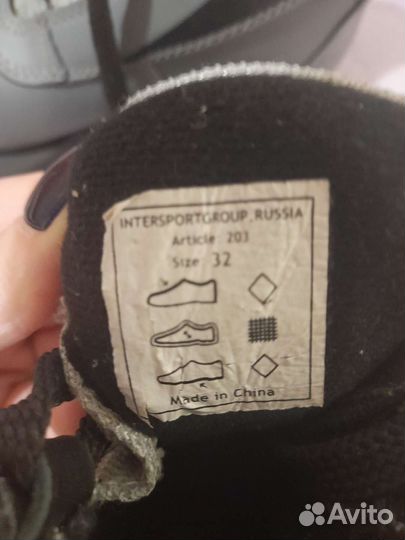 INTERSPORTGROUP.RUSSIA
Article 203
Size 32
Made in China
Avito